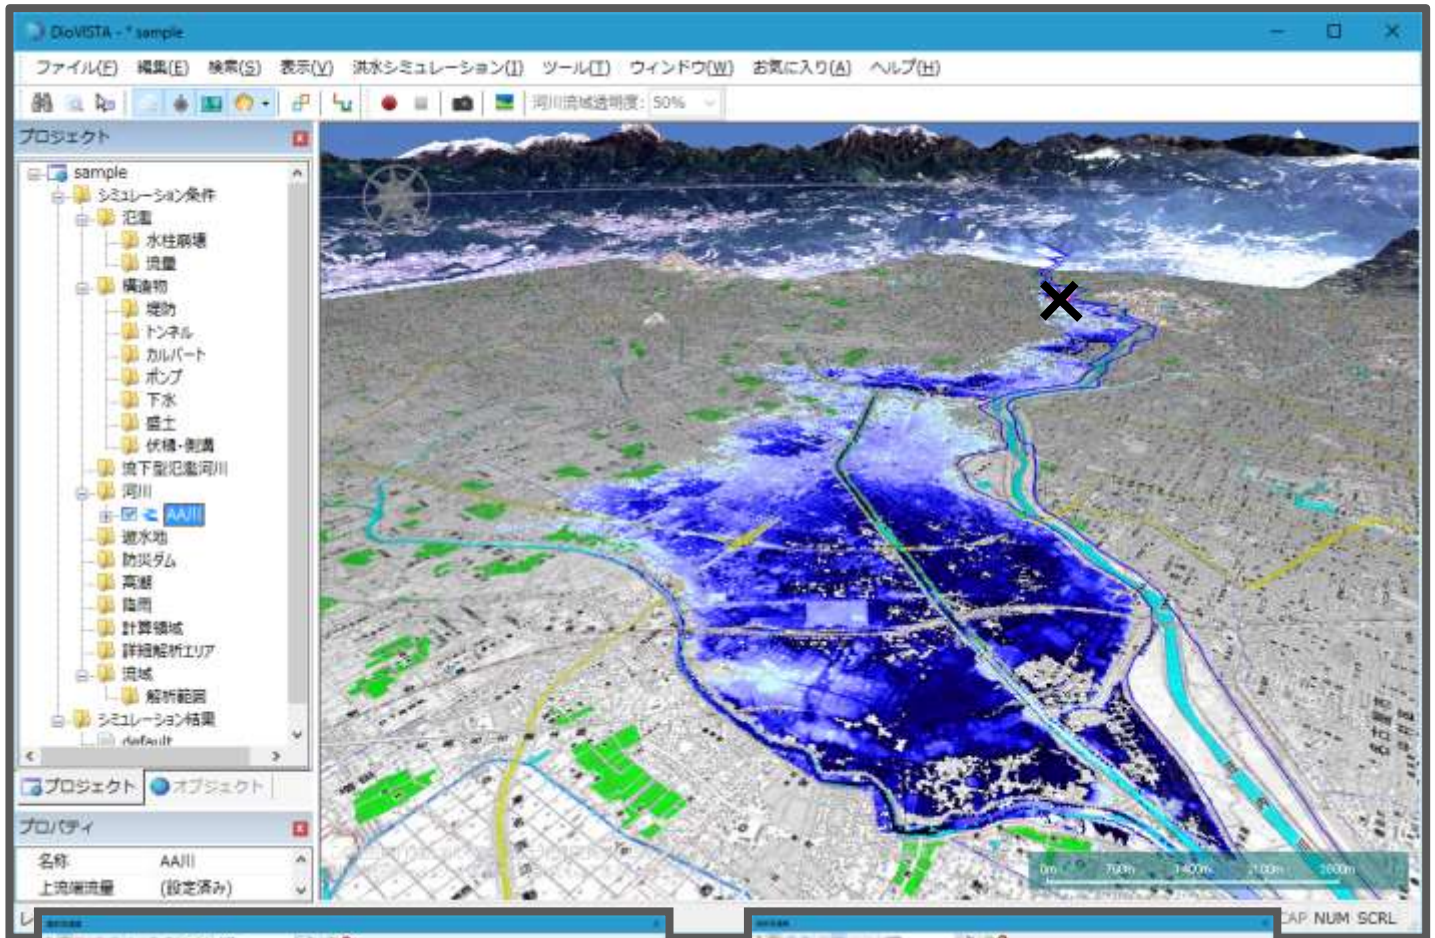 DioVISTA - * sample
ファイル(F) 編集(E) 検索(S) 表示(V) 洪水シミュレーション(I) ツール(T) ウィンドウ(W) お気に入り(A) ヘルプ(H)
河川流域透明度: 50%
プロジェクト
sample
シミュレーション条件
氾濫
水柱崩壊
流量
構造物
堤防
トンネル
カルバート
ポンプ
下水
盛土
伏樋・側溝
流下型氾濫河川
河川
AA川
遊水地
防災ダム
高潮
降雨
計算領域
詳細解析エリア
流域
解析範囲
シミュレーション結果
default
プロジェクト オブジェクト
プロパティ
名称 AA川
上流端流量 (設定済み)
0m 700m 1400m 2100m 2800m
レ
CAP NUM SCRL